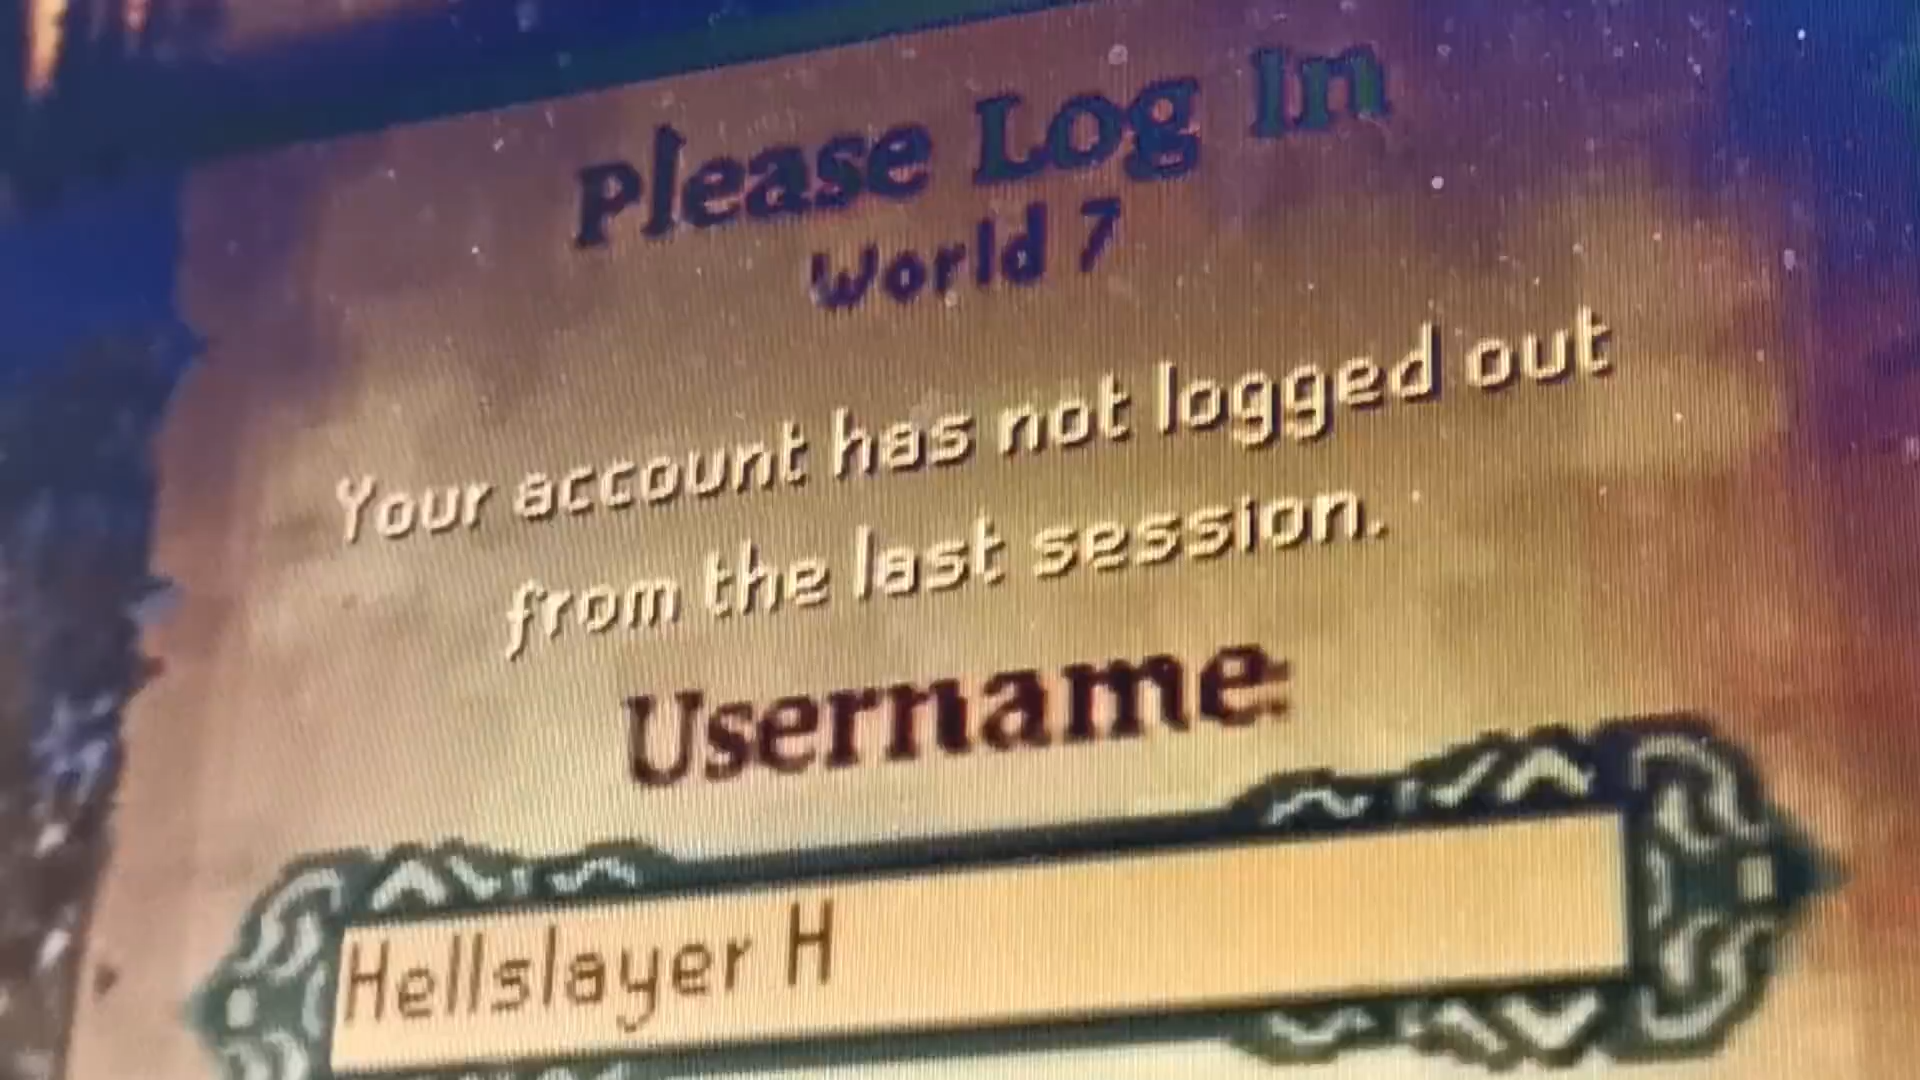 Please Log In
World 7
Your account has not logged out
from the last session.
Username:
Hellslayer H